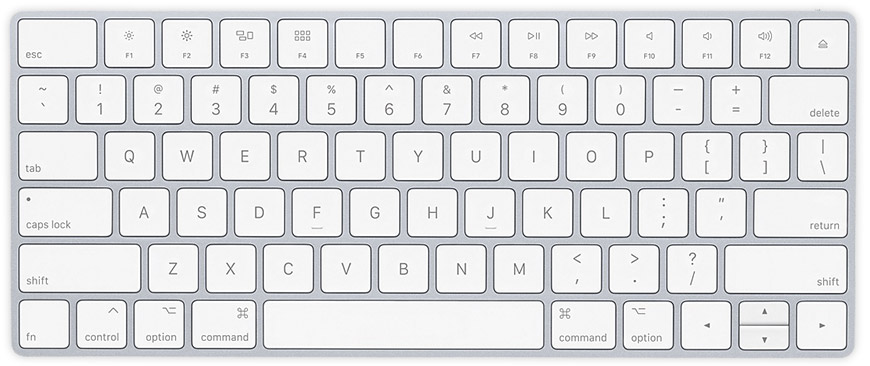 esc F1 F2 F3 F4 F5 F6 F7 F8 F9 F10 F11 F12
~ ! @ # $ % ^ & * ( ) _ +
` 1 2 3 4 5 6 7 8 9 0 - = delete
{ } |
tab Q W E R T Y U I O P [ ] \
: "
caps lock A S D F G H J K L ; ' return
< > ?
shift Z X C V B N M , . / shift
⌃ ⌥ ⌘ ⌘ ⌥
fn control option command command option